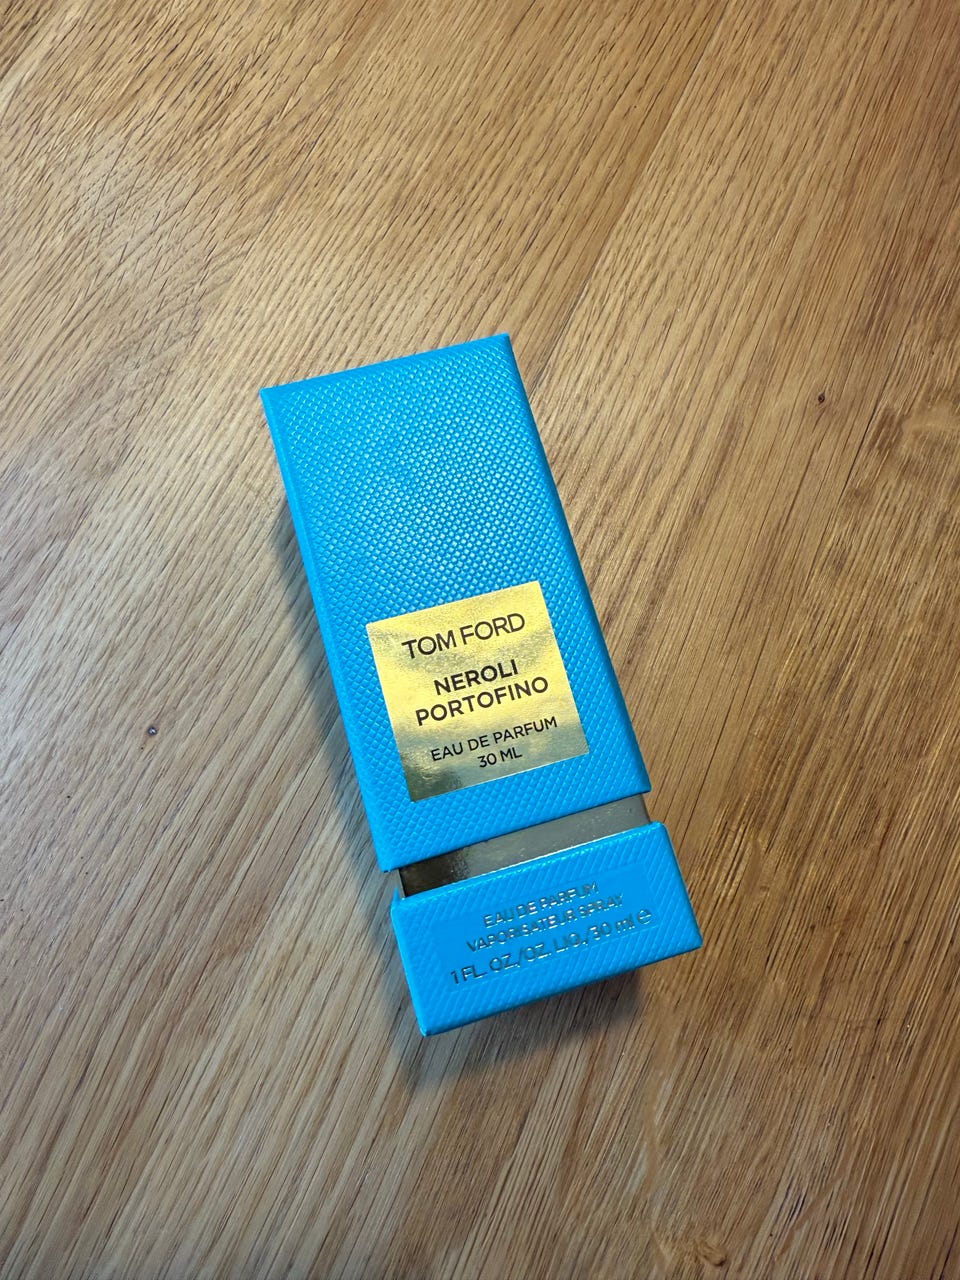 TOM FORD
NEROLI
PORTOFINO
EAU DE PARFUM
30 ML
EAU DE PARFUM
VAPORISATEUR SPRAY
1 FL. OZ./OZ. LIQ./30 ml ℮